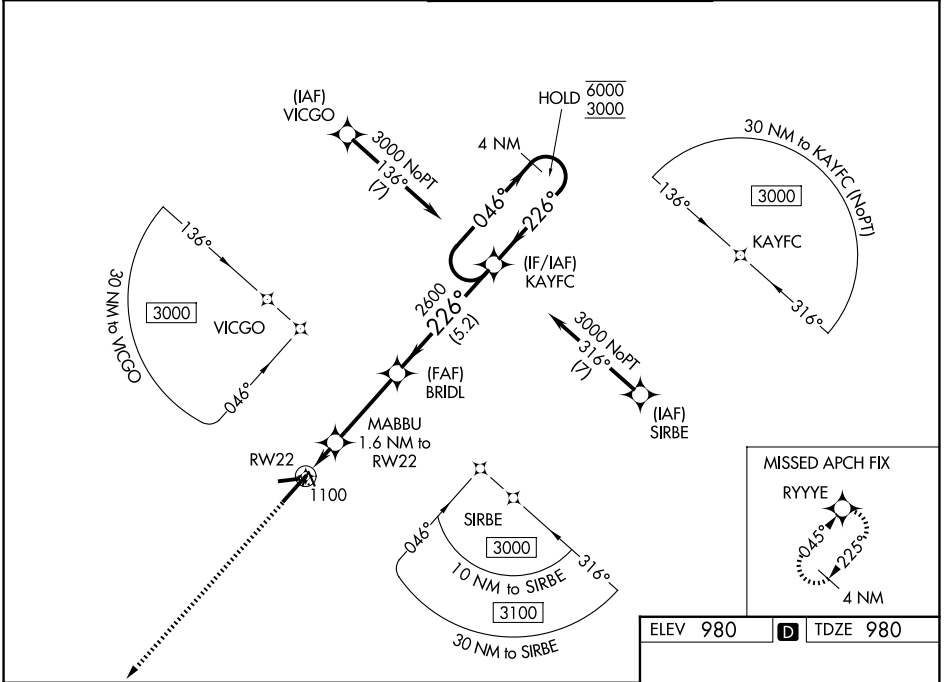 (IAF)
VICGO
3000 NoPT
136°
(7)
HOLD 6000
3000
4 NM
046°
226°
(IF/IAF)
KAYFC
30 NM to KAYFC (NoPT)
136°
3000
KAYFC
316°
136°
30 NM to VICGO
3000
VICGO
046°
2600
226°
(5.2)
(FAF)
BRIDL
3000 NoPT
316°
(7)
(IAF)
SIRBE
MABBU
1.6 NM to
RW22
RW22
1100
046°
SIRBE
3000
316°
10 NM to SIRBE
3100
30 NM to SIRBE
MISSED APCH FIX
RYYYE
045°
225°
4 NM
ELEV 980 D TDZE 980